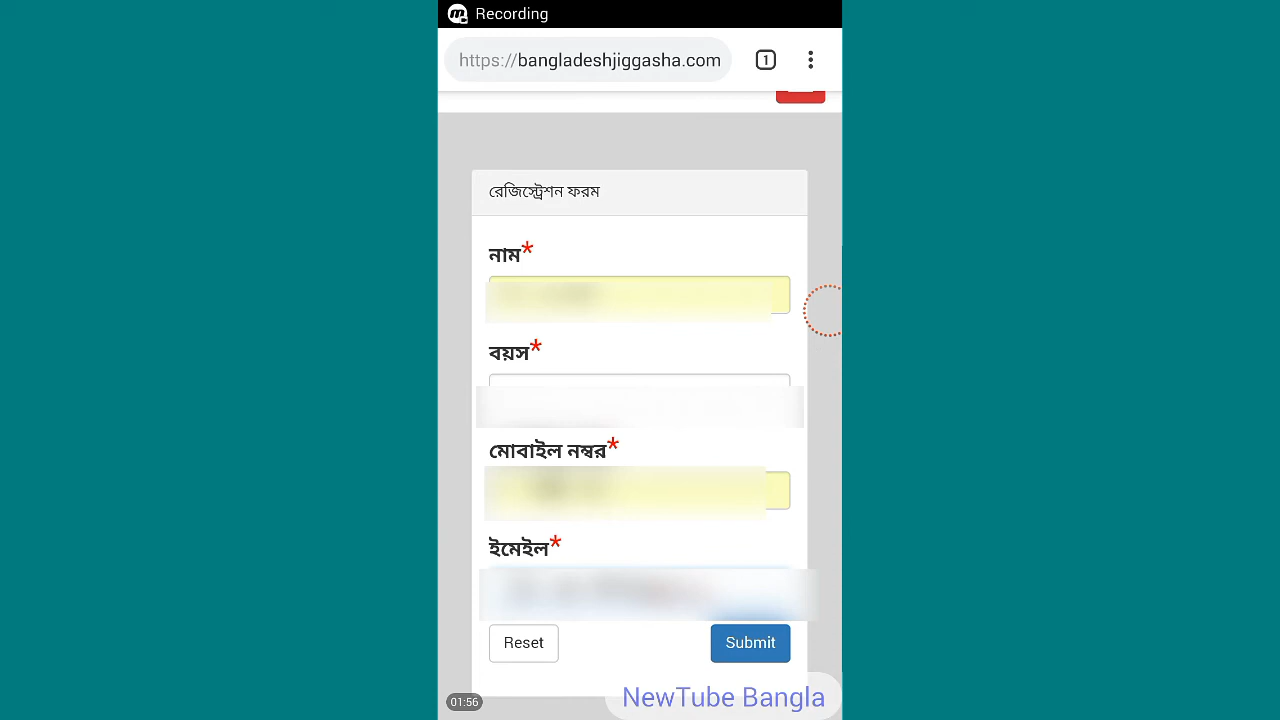 Recording
https://bangladeshjiggasha.com
1
রেজিস্ট্রেশন ফরম
নাম*
বয়স*
মোবাইল নম্বর*
ইমেইল*
Reset
Submit
NewTube Bangla
01:56